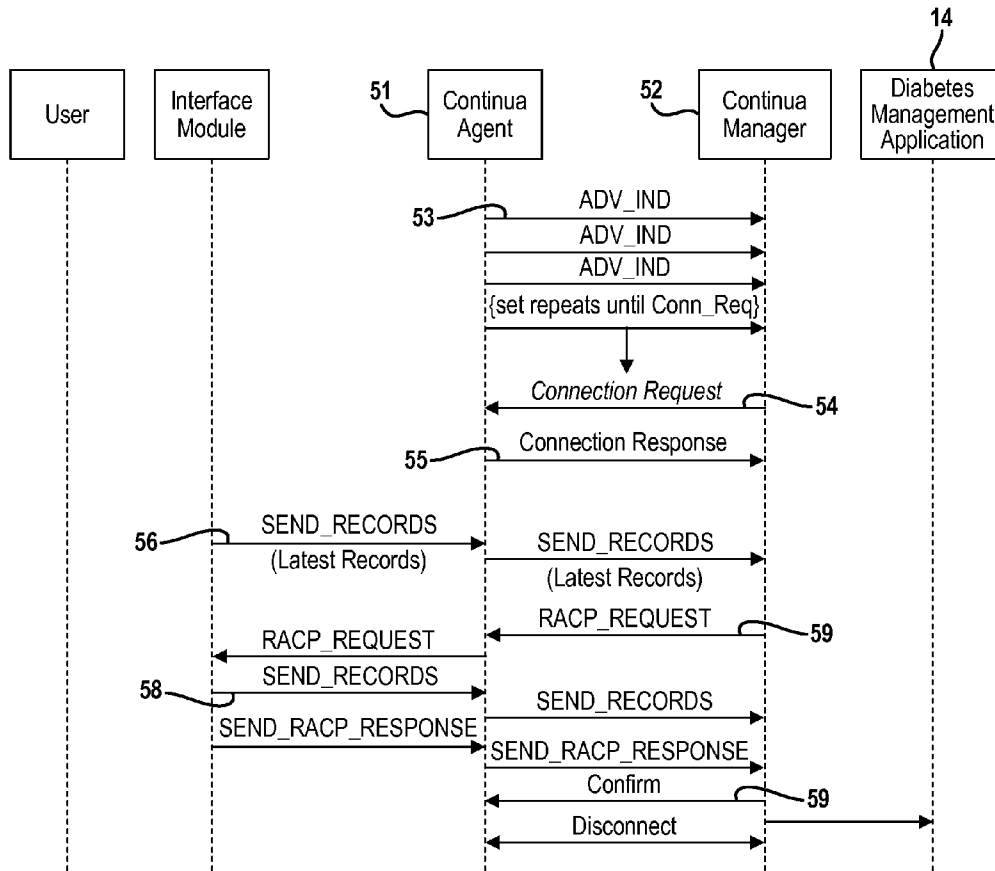 14
User
Interface
Module
51
Continua
Agent
52
Continua
Manager
Diabetes
Management
Application
ADV_IND
53
ADV_IND
ADV_IND
{set repeats until Conn_Req}
Connection Request
54
Connection Response
55
SEND_RECORDS
56
(Latest Records)
SEND_RECORDS
(Latest Records)
RACP_REQUEST
59
RACP_REQUEST
SEND_RECORDS
58
SEND_RECORDS
SEND_RACP_RESPONSE
SEND_RACP_RESPONSE
Confirm
59
Disconnect